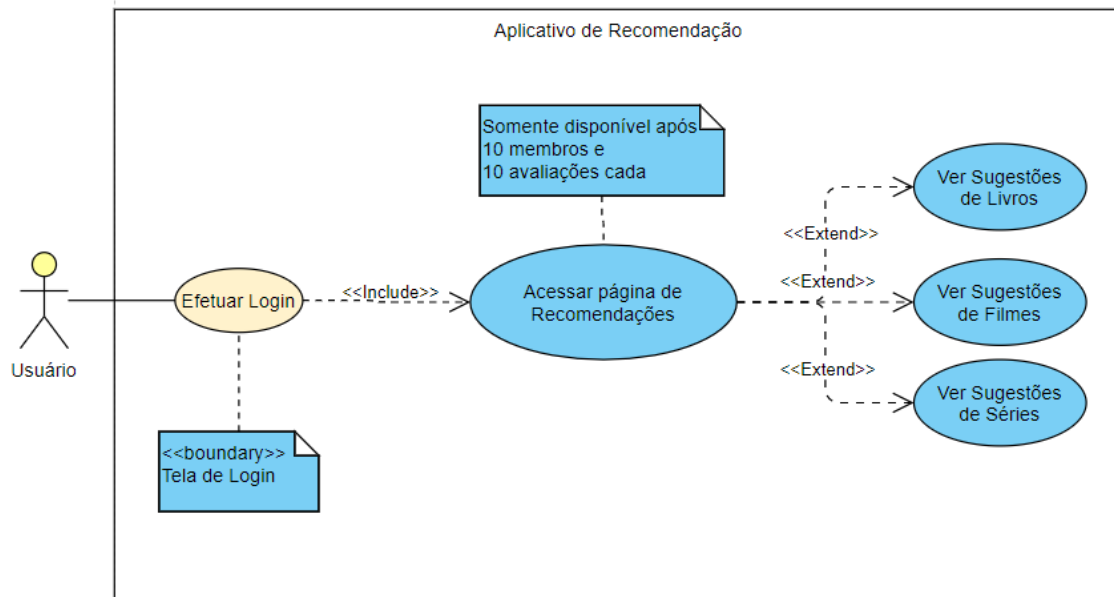 Aplicativo de Recomendação
Somente disponível após
10 membros e
10 avaliações cada
Ver Sugestões
de Livros
<<Extend>>
Efetuar Login
<<Include>>
Acessar página de
Recomendações
<<Extend>>
Ver Sugestões
de Filmes
Usuário
<<Extend>>
Ver Sugestões
de Séries
<<boundary>>
Tela de Login